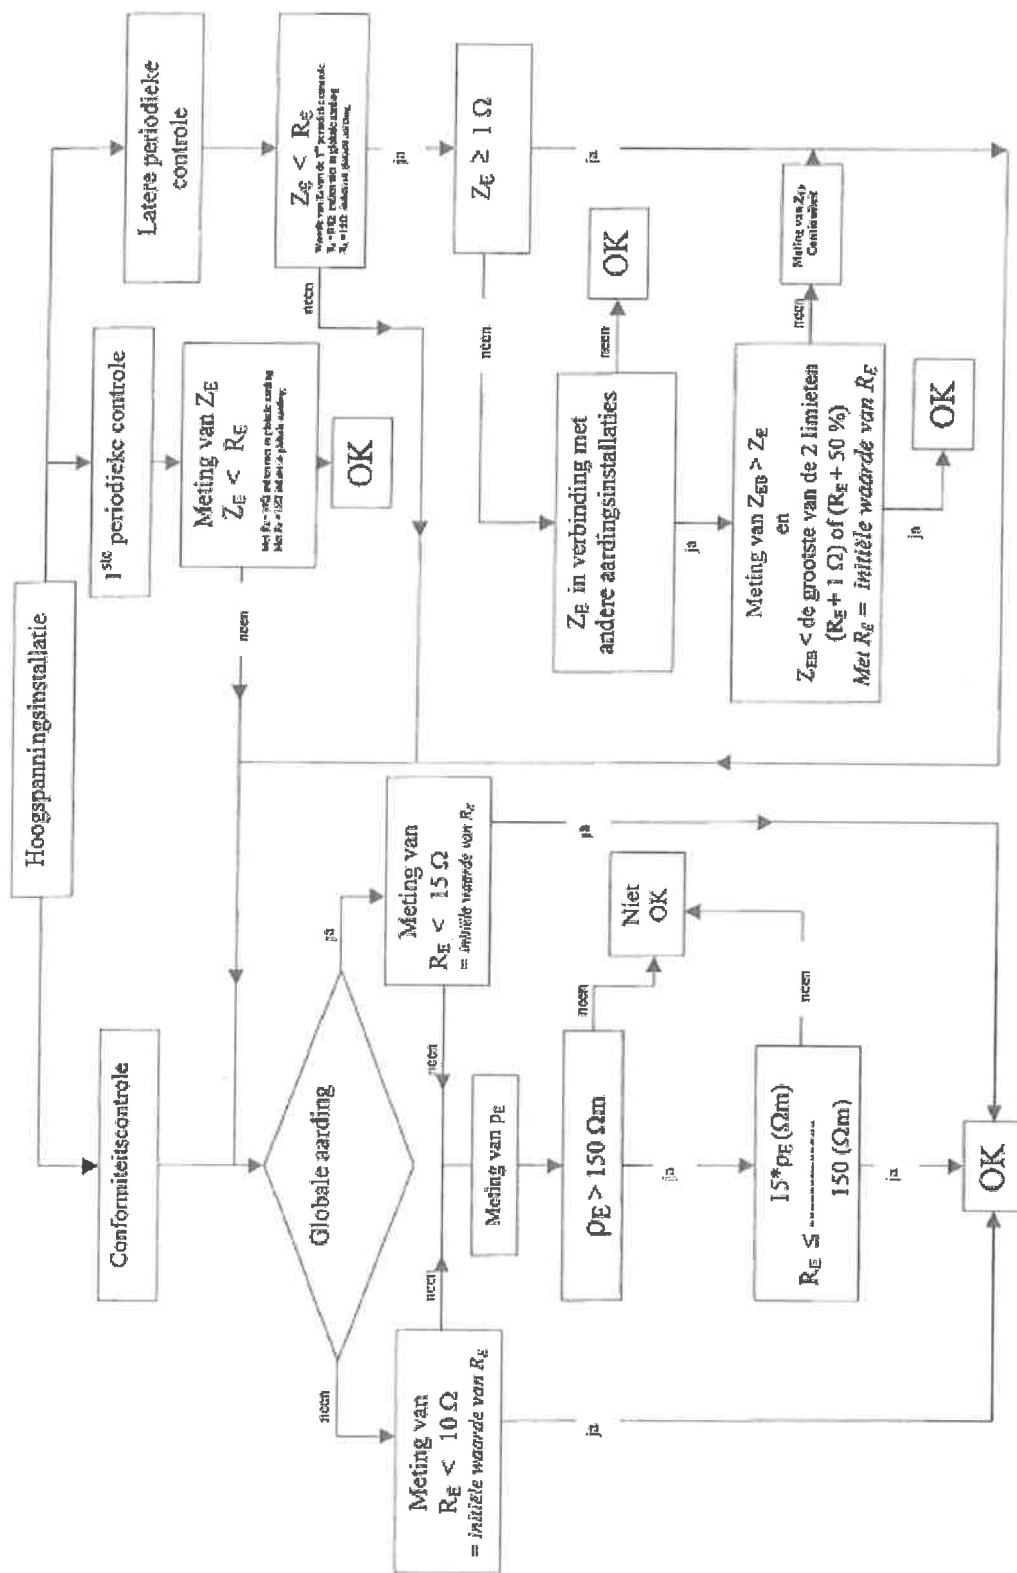 Hoogspanningsinstallatie
Conformiteitscontrole
1ste periodieke controle
Latere periodieke
controle
Meting van ZE
ZE < RE
neen
OK
ZE < RE
neen
ja
ZE ≥ 1 Ω
neen
ja
ZE in verbinding met
andere aardingsinstallaties
neen
OK
ja
Meting van ZEB > ZE
en
ZEB < de grootste van de 2 limieten
(RE + 1 Ω) of (RE + 50 %)
Met RE = initiële waarde van RE
neen
Meting van
Continuïteit
ja
OK
Globale aarding
neen
ja
Meting van
RE < 10 Ω
= initiële waarde van RE
neen
ja
Meting van
RE < 15 Ω
= initiële waarde van RE
neen
ja
Meting van ρE
ρE > 150 Ωm
neen
Niet
OK
ja
15*ρE (Ωm)
RE ≤ ----------------
150 (Ωm)
neen
ja
OK